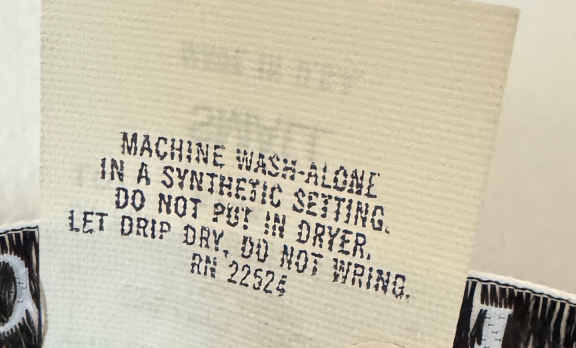 MACHINE WASH-ALONE
IN A SYNTHETIC SETTING.
DO NOT PUT IN DRYER.
LET DRIP DRY, DO NOT WRING.
RN 22525